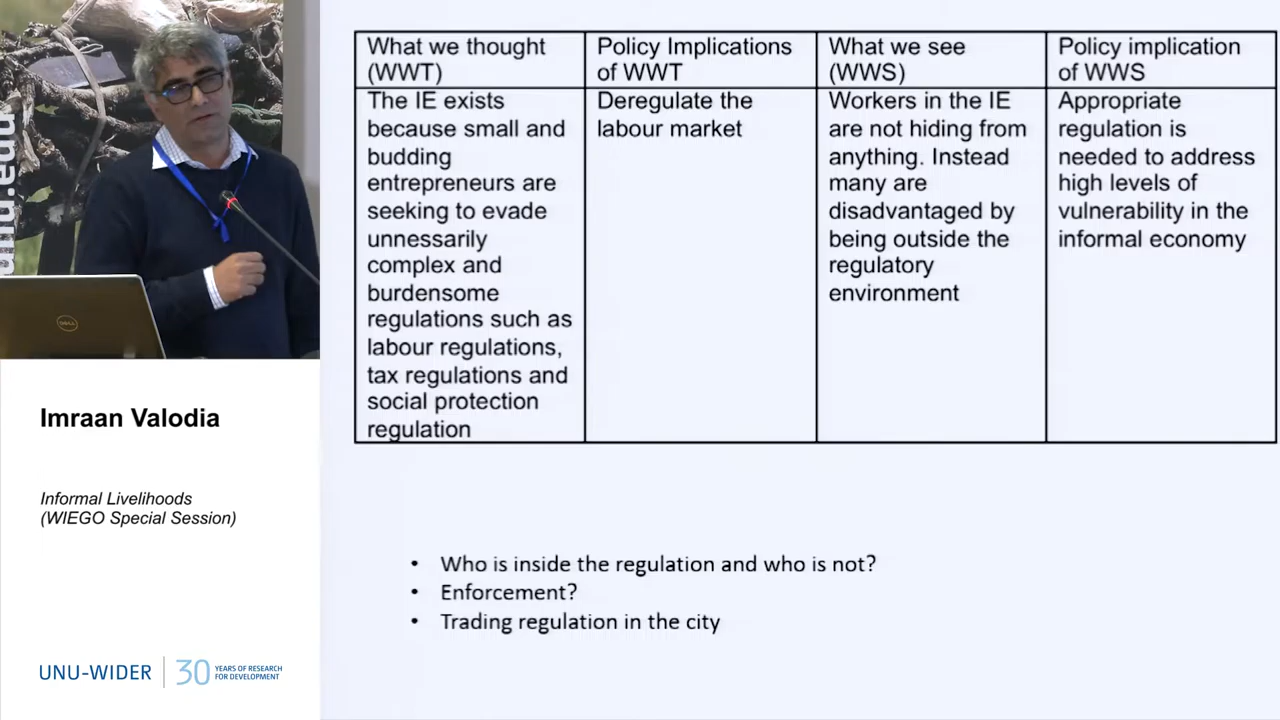 unu.edu
DELL
Imraan Valodia
Informal Livelihoods
(WIEGO Special Session)
UNU-WIDER
30
YEARS OF RESEARCH
FOR DEVELOPMENT
What we thought
(WWT)
The IE exists
because small and
budding
entrepreneurs are
seeking to evade
unnessarily
complex and
burdensome
regulations such as
labour regulations,
tax regulations and
social protection
regulation
Policy Implications
of WWT
Deregulate the
labour market
What we see
(WWS)
Workers in the IE
are not hiding from
anything. Instead
many are
disadvantaged by
being outside the
regulatory
environment
Policy implication
of WWS
Appropriate
regulation is
needed to address
high levels of
vulnerability in the
informal economy
• Who is inside the regulation and who is not?
• Enforcement?
• Trading regulation in the city